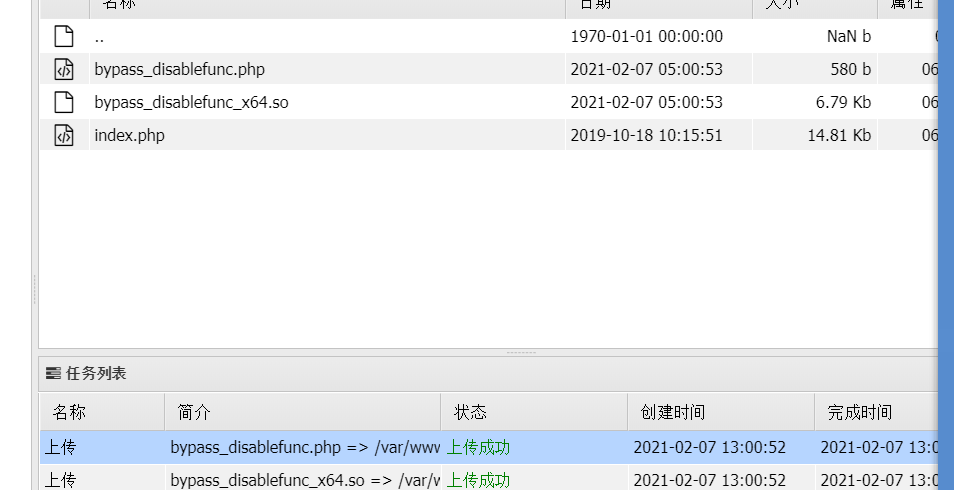 名称 日期 大小 属性
.. 1970-01-01 00:00:00 NaN b
bypass_disablefunc.php 2021-02-07 05:00:53 580 b 06
bypass_disablefunc_x64.so 2021-02-07 05:00:53 6.79 Kb 06
index.php 2019-10-18 10:15:51 14.81 Kb 06
任务列表
名称 简介 状态 创建时间 完成时间
上传 bypass_disablefunc.php => /var/www 上传成功 2021-02-07 13:00:52 2021-02-07 13:0
上传 bypass_disablefunc_x64.so => /var/w 上传成功 2021-02-07 13:00:52 2021-02-07 13:0